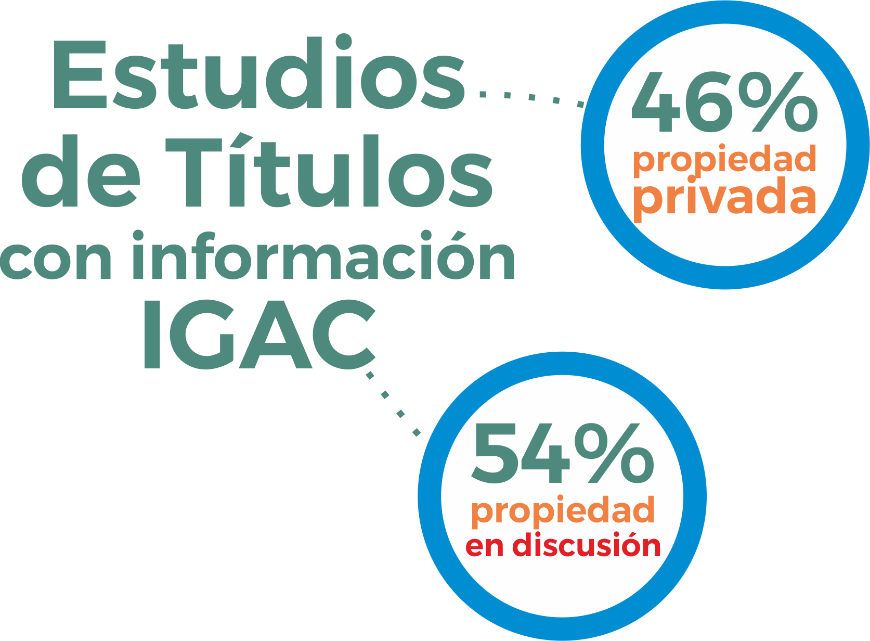 Estudios
de Títulos
con información
IGAC
46%
propiedad
privada
54%
propiedad
en discusión